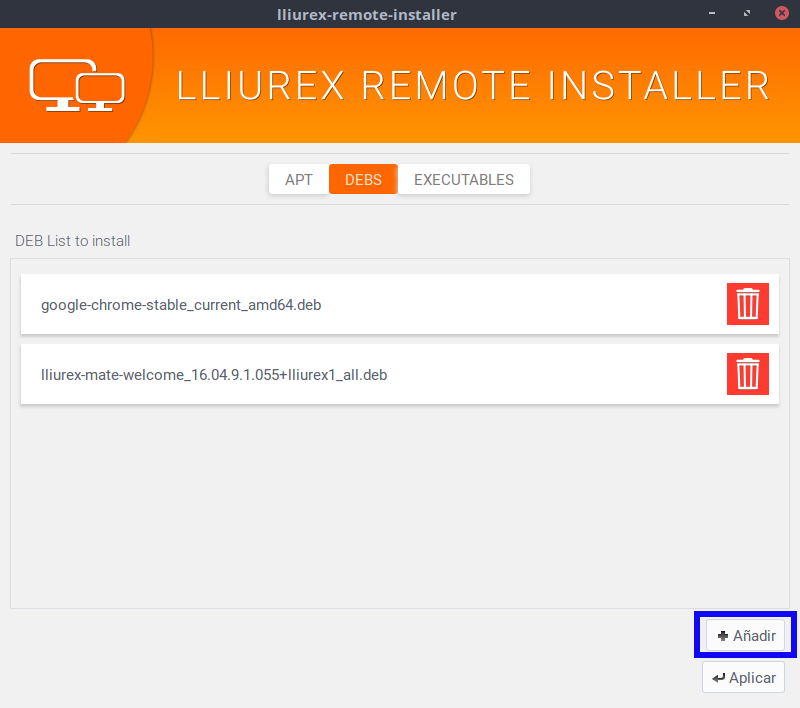 lliurex-remote-installer
LLIUREX REMOTE INSTALLER
APT DEBS EXECUTABLES
DEB List to install
google-chrome-stable_current_amd64.deb
lliurex-mate-welcome_16.04.9.1.055+lliurex1_all.deb
Añadir
Aplicar